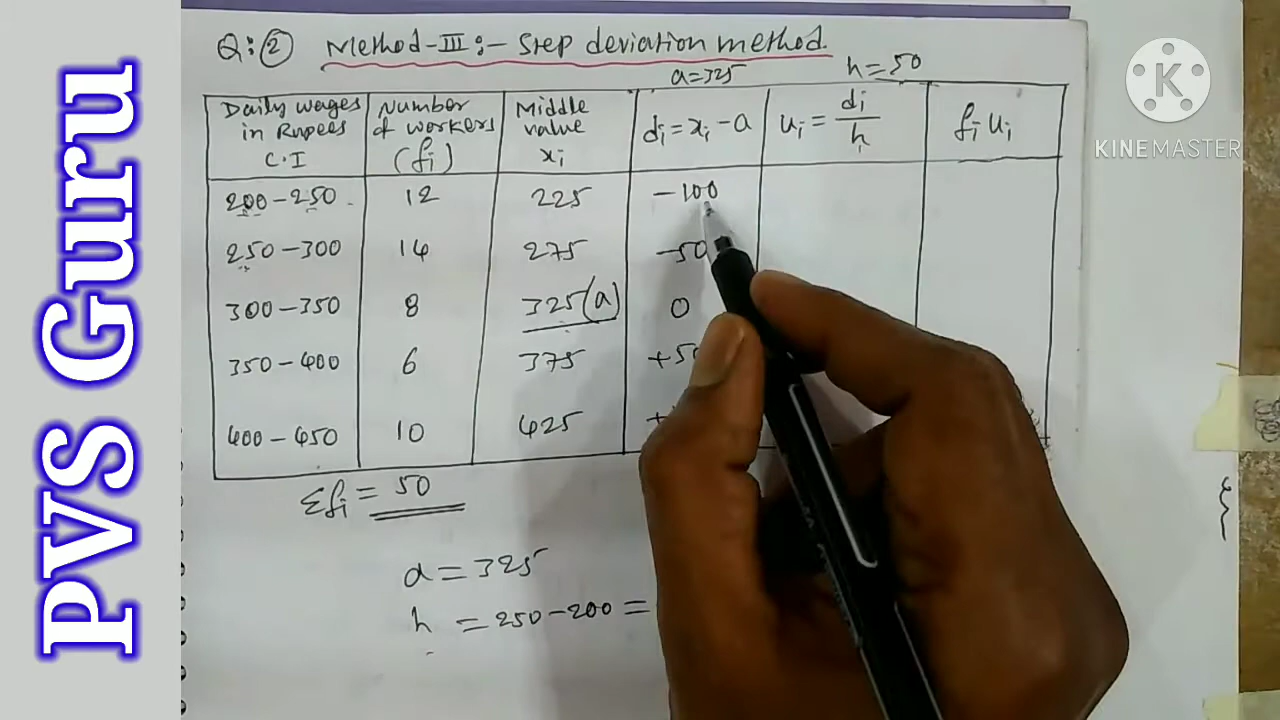 PVS Guru
KINEMASTER
Q:② Method-III:- Step deviation method
a=325 h=50
Daily wages in Rupees C.I
Number of workers (fi)
Middle value xi
di = xi - a
ui = di/h
fi ui
200-250 12 225 -100
250-300 14 275 -50
300-350 8 325(a) 0
350-400 6 375
400-450 10 425
Σfi = 50
a = 325
h = 250-200 =